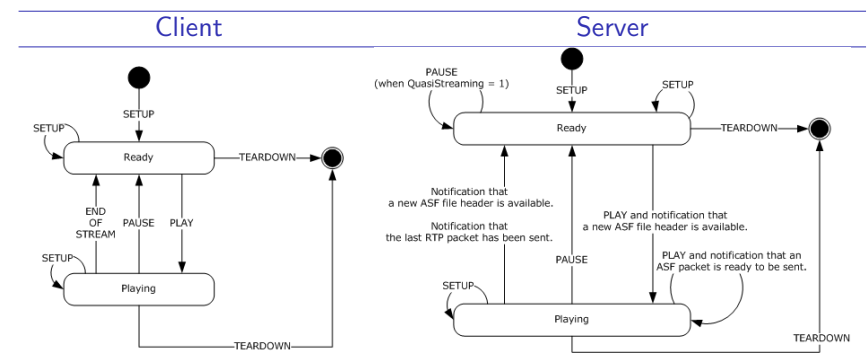 Client
SETUP
SETUP
Ready
TEARDOWN
END
OF
STREAM
PAUSE
PLAY
SETUP
Playing
TEARDOWN
Server
PAUSE
(when QuasiStreaming = 1)
SETUP
SETUP
Ready
TEARDOWN
Notification that
a new ASF file header is available.
Notification that
the last RTP packet has been sent.
PAUSE
PLAY and notification that
a new ASF file header is available.
PLAY and notification that an
ASF packet is ready to be sent.
SETUP
Playing
TEARDOWN